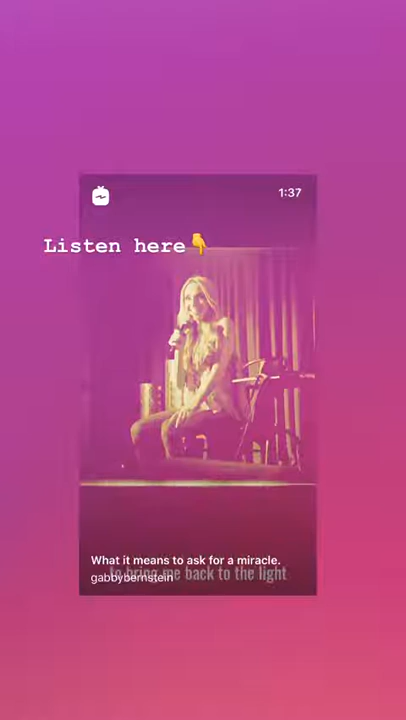 1:37
Listen here👇
What it means to ask for a miracle.
gabbybernstein
to bring me back to the light